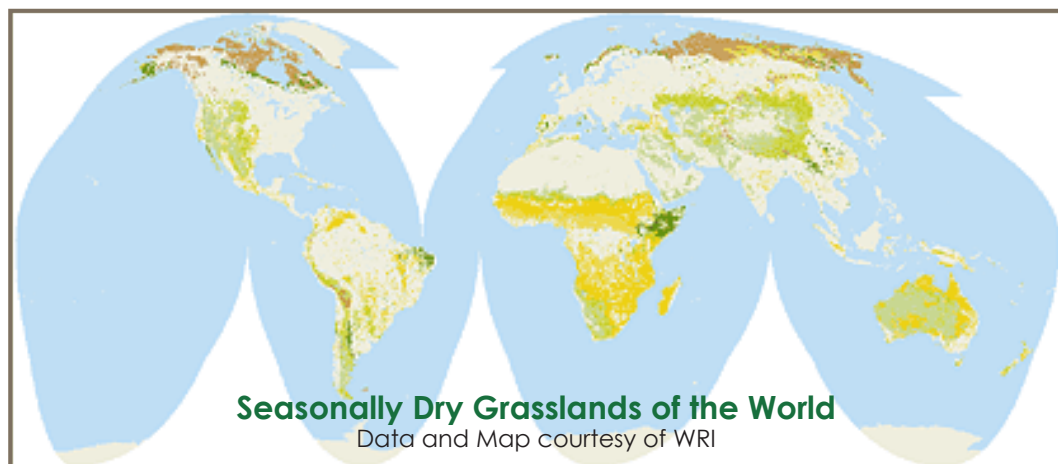 Seasonally Dry Grasslands of the World
Data and Map courtesy of WRI